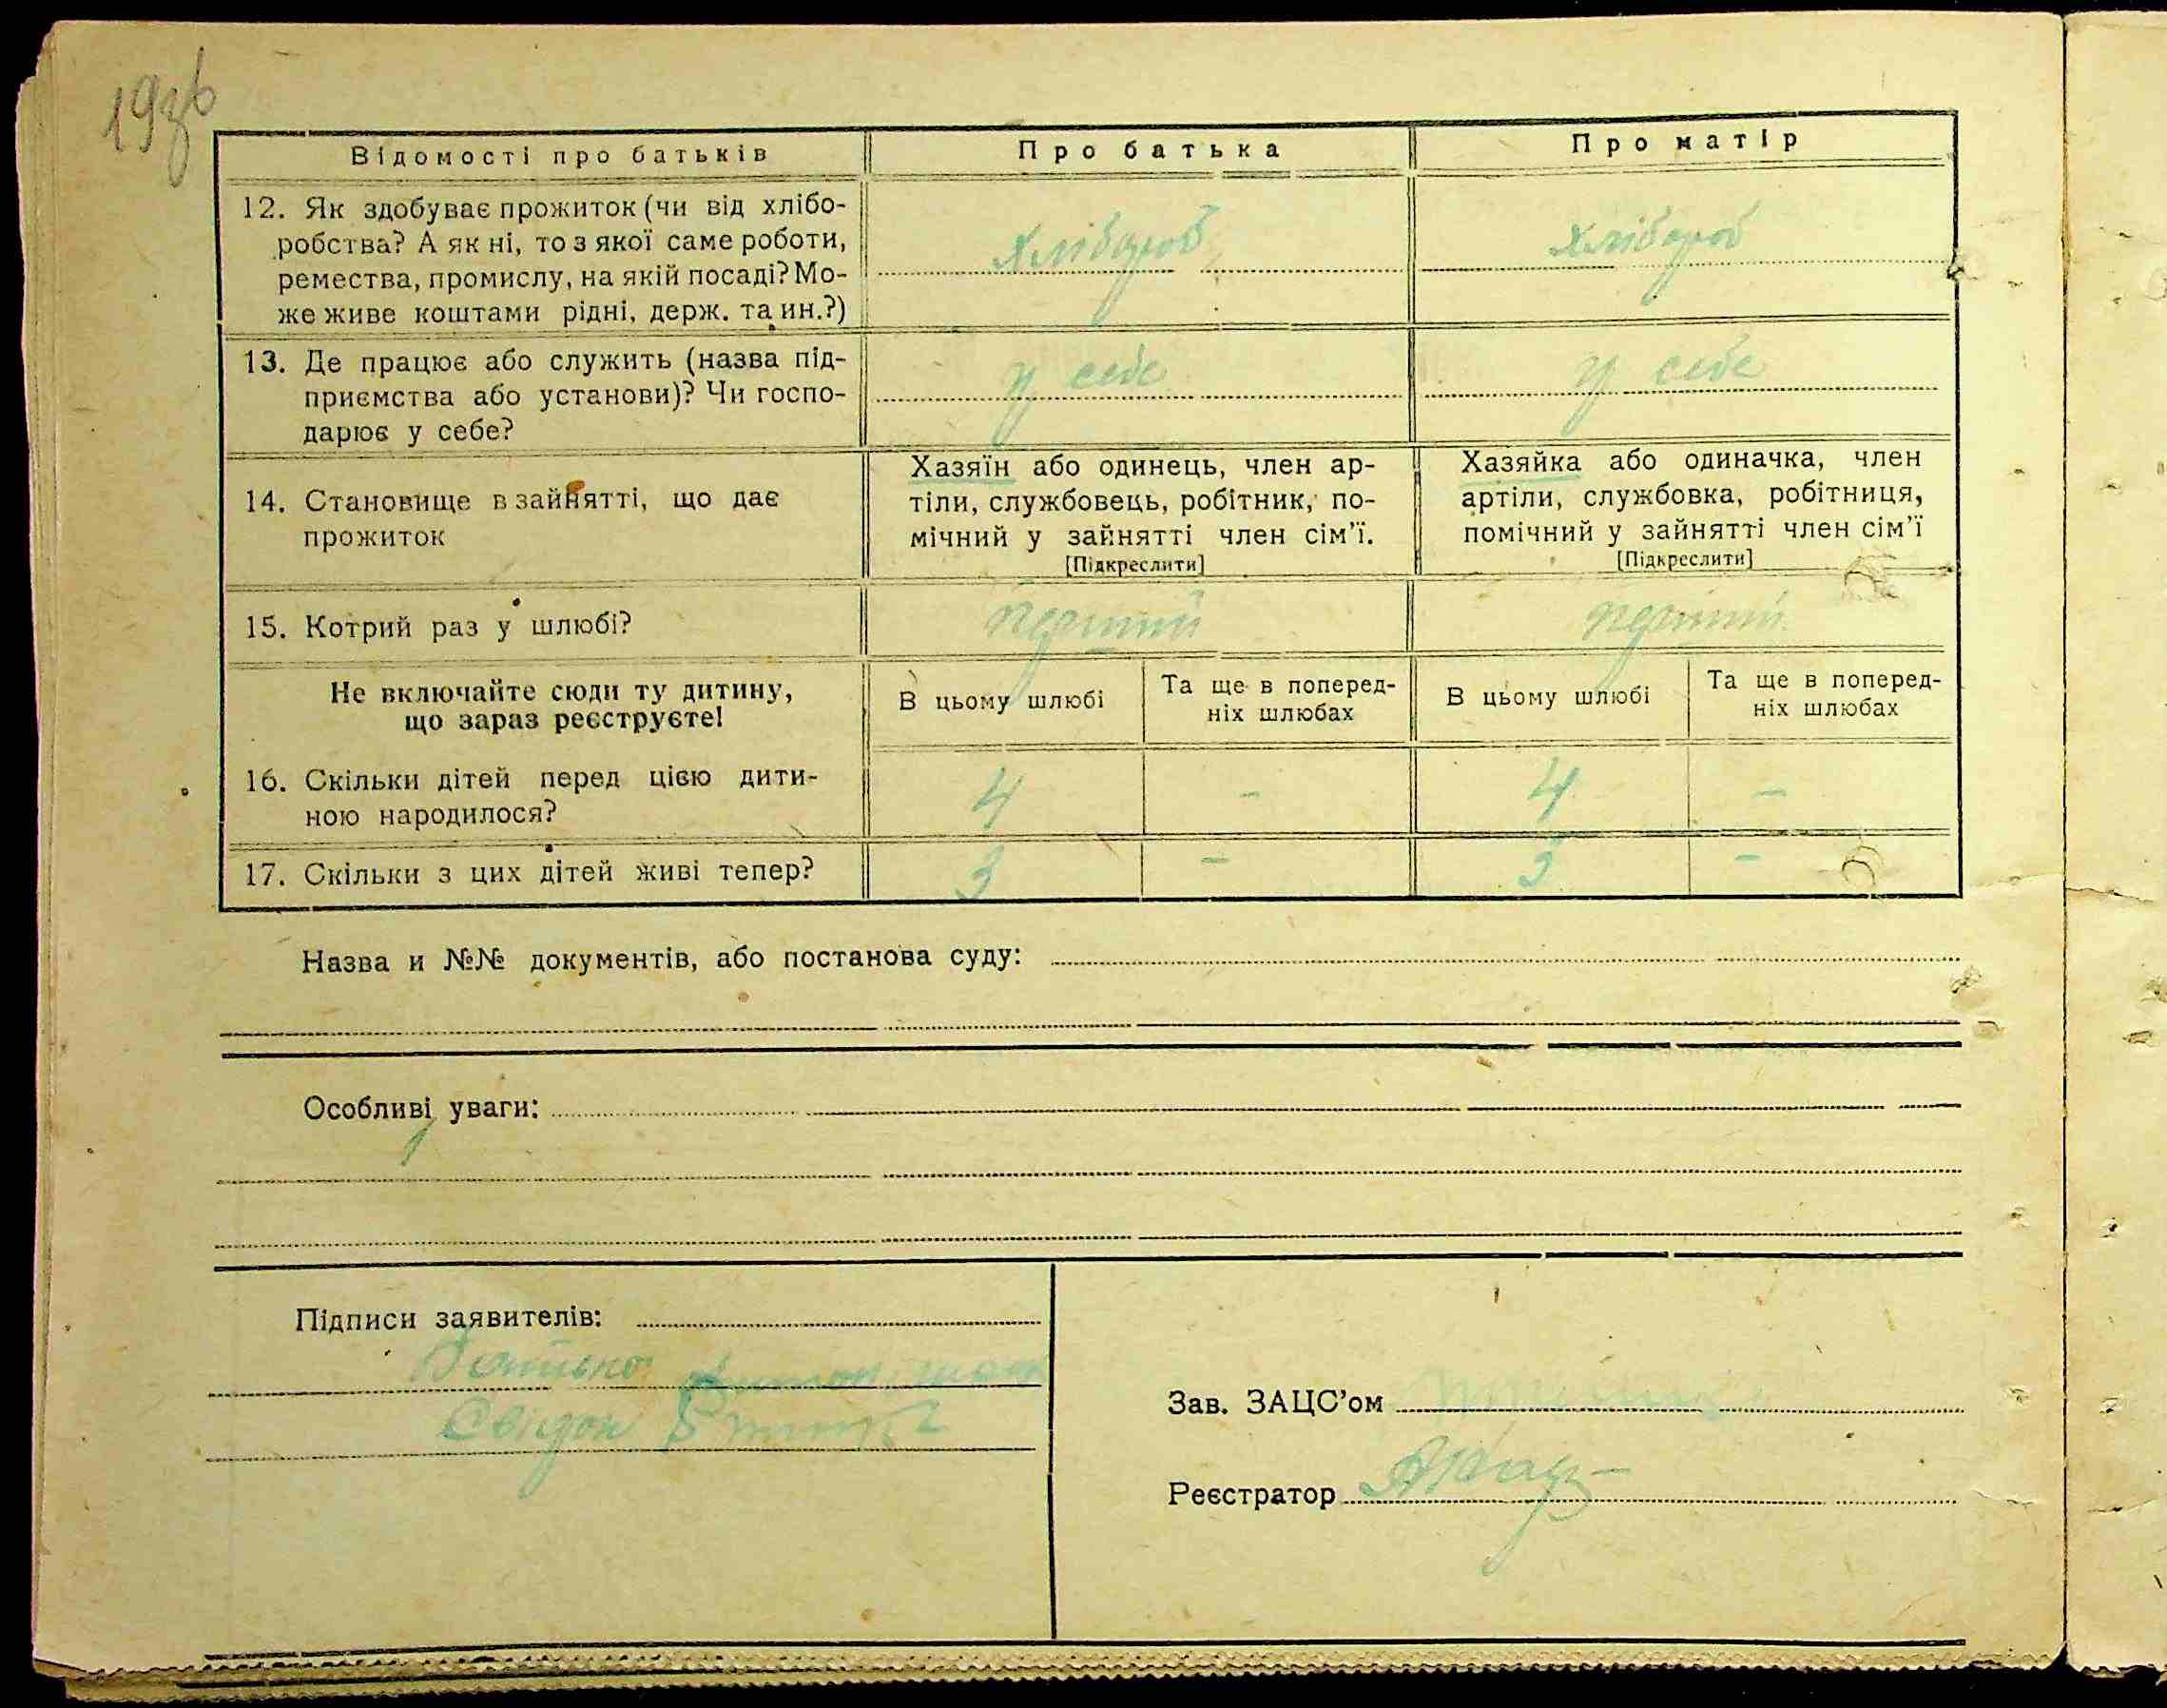 19зв
Відомості про батьків
Про батька
Про матір
12. Як здобуває прожиток (чи від хлібо-
робства? А як ні, то з якої саме роботи,
ремества, промислу, на якій посаді? Мо-
же живе коштами рідні, держ. та ин.?)
хлібороб
хлібороб
13. Де працює або служить (назва під-
приємства або установи)? Чи госпо-
дарює у себе?
у себе
у себе
14. Становище в зайнятті, що дає
прожиток
Хазяїн або одинець, член ар-
тіли, службовець, робітник, по-
мічний у зайнятті член сім'ї.
[Підкреслити]
Хазяйка або одиначка, член
артіли, службовка, робітниця,
помічний у зайнятті член сім'ї
[Підкреслити]
15. Котрий раз у шлюбі?
перший
перший
Не включайте сюди ту дитину,
що зараз реєструєте!
В цьому шлюбі
Та ще в поперед-
ніх шлюбах
В цьому шлюбі
Та ще в поперед-
ніх шлюбах
16. Скільки дітей перед цією дити-
ною народилося?
4
-
4
-
17. Скільки з цих дітей живі тепер?
3
-
3
-
Назва и №№ документів, або постанова суду:
Особливі уваги:
Підписи заявителів:
Батько
Свідок
Зав. ЗАЦС'ом
Реєстратор